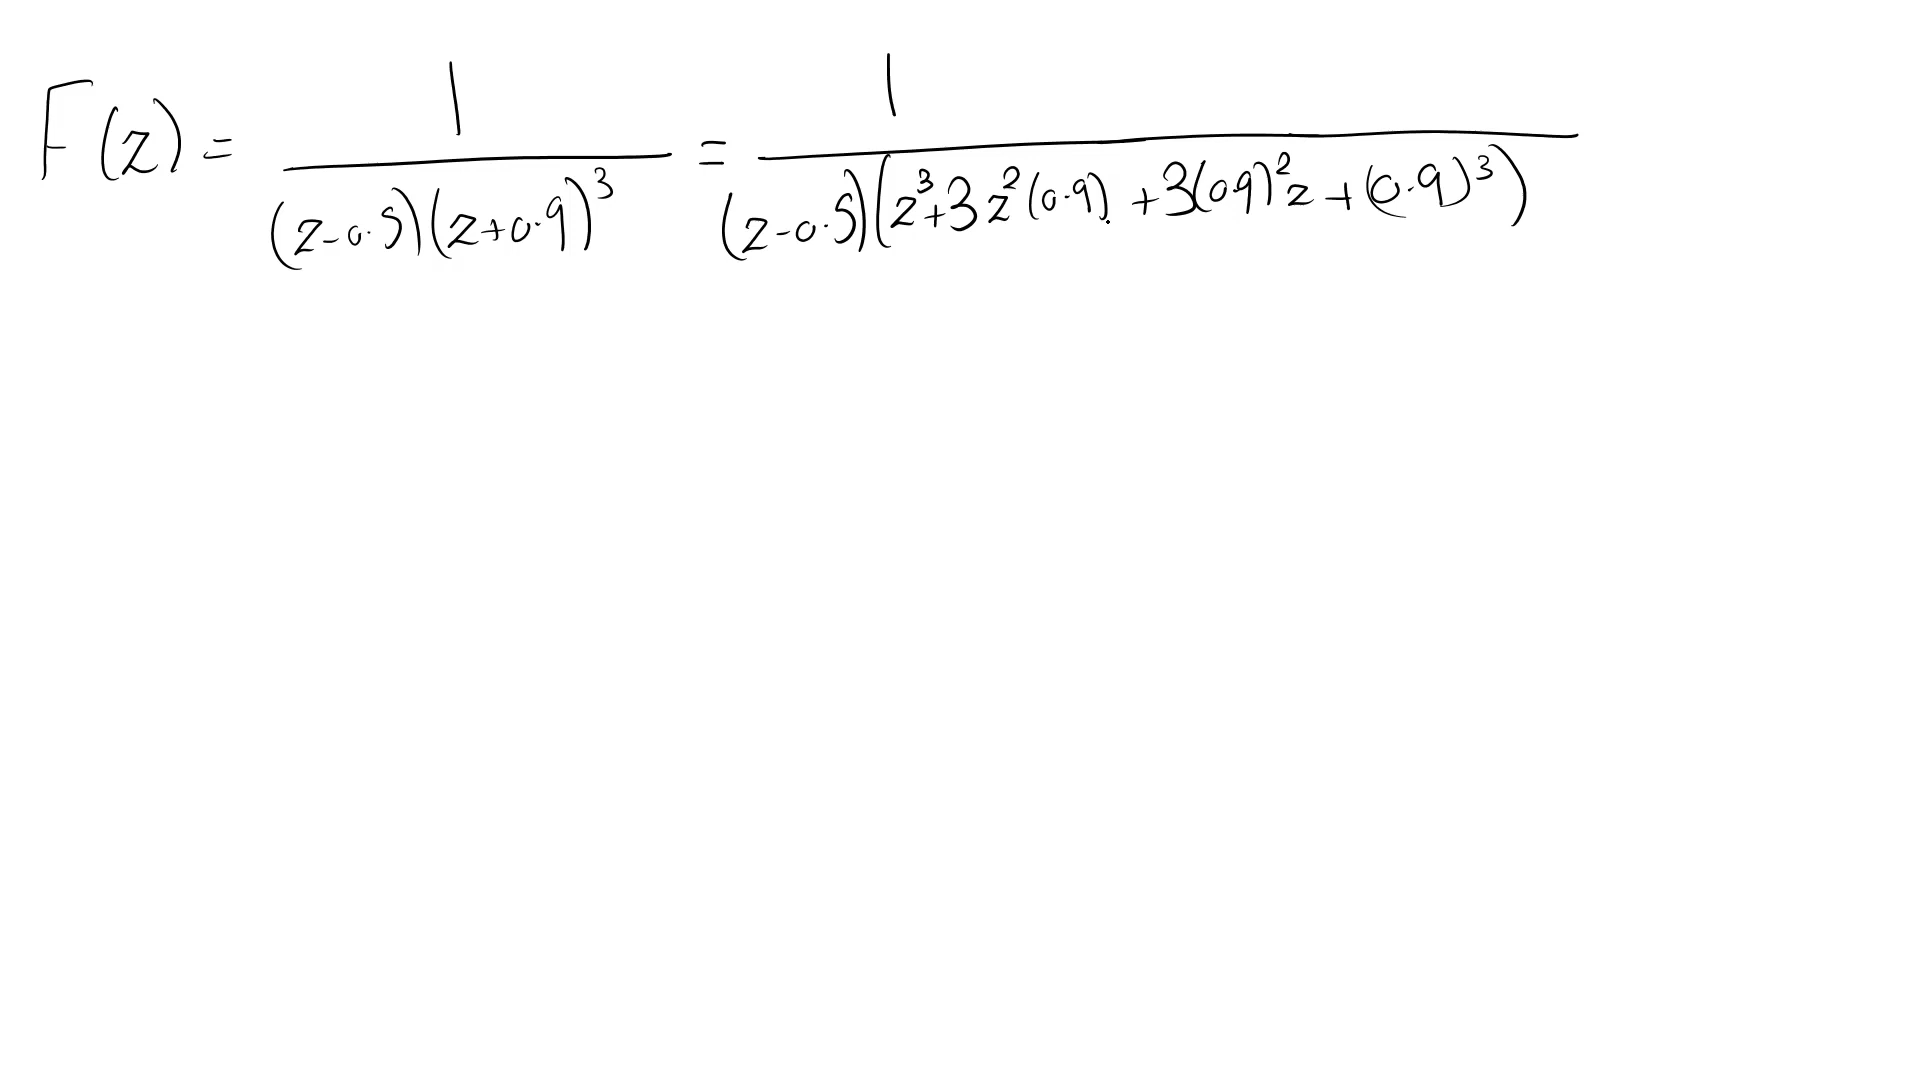 F(z) = 1/((z-0.5)(z+0.9)^3) = 1/((z-0.5)(z^3+3z^2(0.9)+3(0.9)^2z+(0.9)^3))